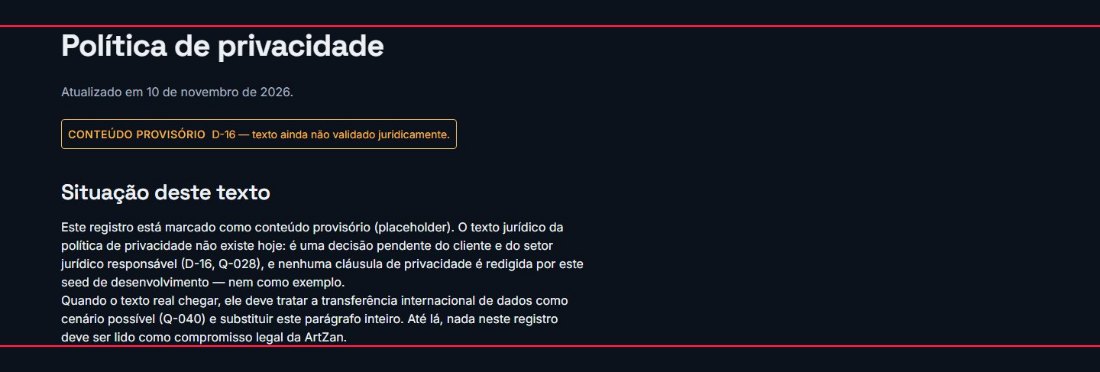 Política de privacidade
Atualizado em 10 de novembro de 2026.
CONTEÚDO PROVISÓRIO D-16 — texto ainda não validado juridicamente.
Situação deste texto
Este registro está marcado como conteúdo provisório (placeholder). O texto jurídico da
política de privacidade não existe hoje: é uma decisão pendente do cliente e do setor
jurídico responsável (D-16, Q-028), e nenhuma cláusula de privacidade é redigida por este
seed de desenvolvimento — nem como exemplo.
Quando o texto real chegar, ele deve tratar a transferência internacional de dados como
cenário possível (Q-040) e substituir este parágrafo inteiro. Até lá, nada neste registro
deve ser lido como compromisso legal da ArtZan.